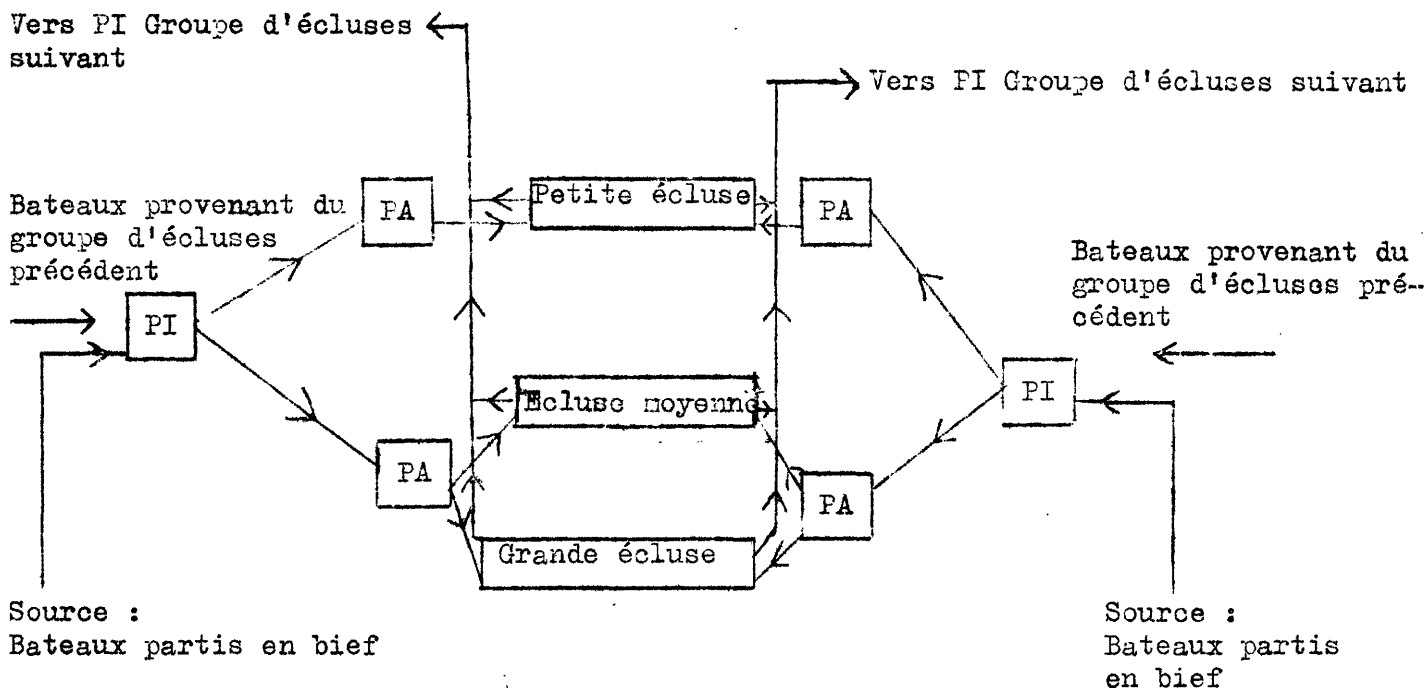 Vers PI Groupe d'écluses
suivant
Vers PI Groupe d'écluses suivant
Bateaux provenant du
groupe d'écluses
précédent
PA
Petite écluse
PA
Bateaux provenant du
groupe d'écluses pré-
cédent
PI
Ecluse moyenne
PI
PA
PA
Grande écluse
Source :
Bateaux partis en bief
Source :
Bateaux partis
en bief